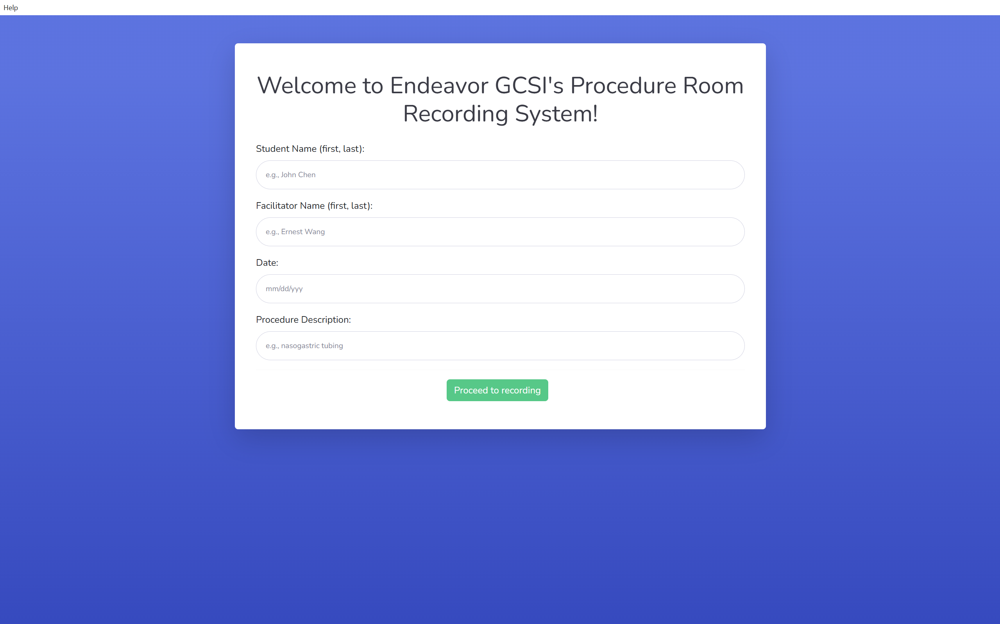 Help
Welcome to Endeavor GCSI's Procedure Room
Recording System!
Student Name (first, last):
e.g., John Chen
Facilitator Name (first, last):
e.g., Ernest Wang
Date:
mm/dd/yyy
Procedure Description:
e.g., nasogastric tubing
Proceed to recording